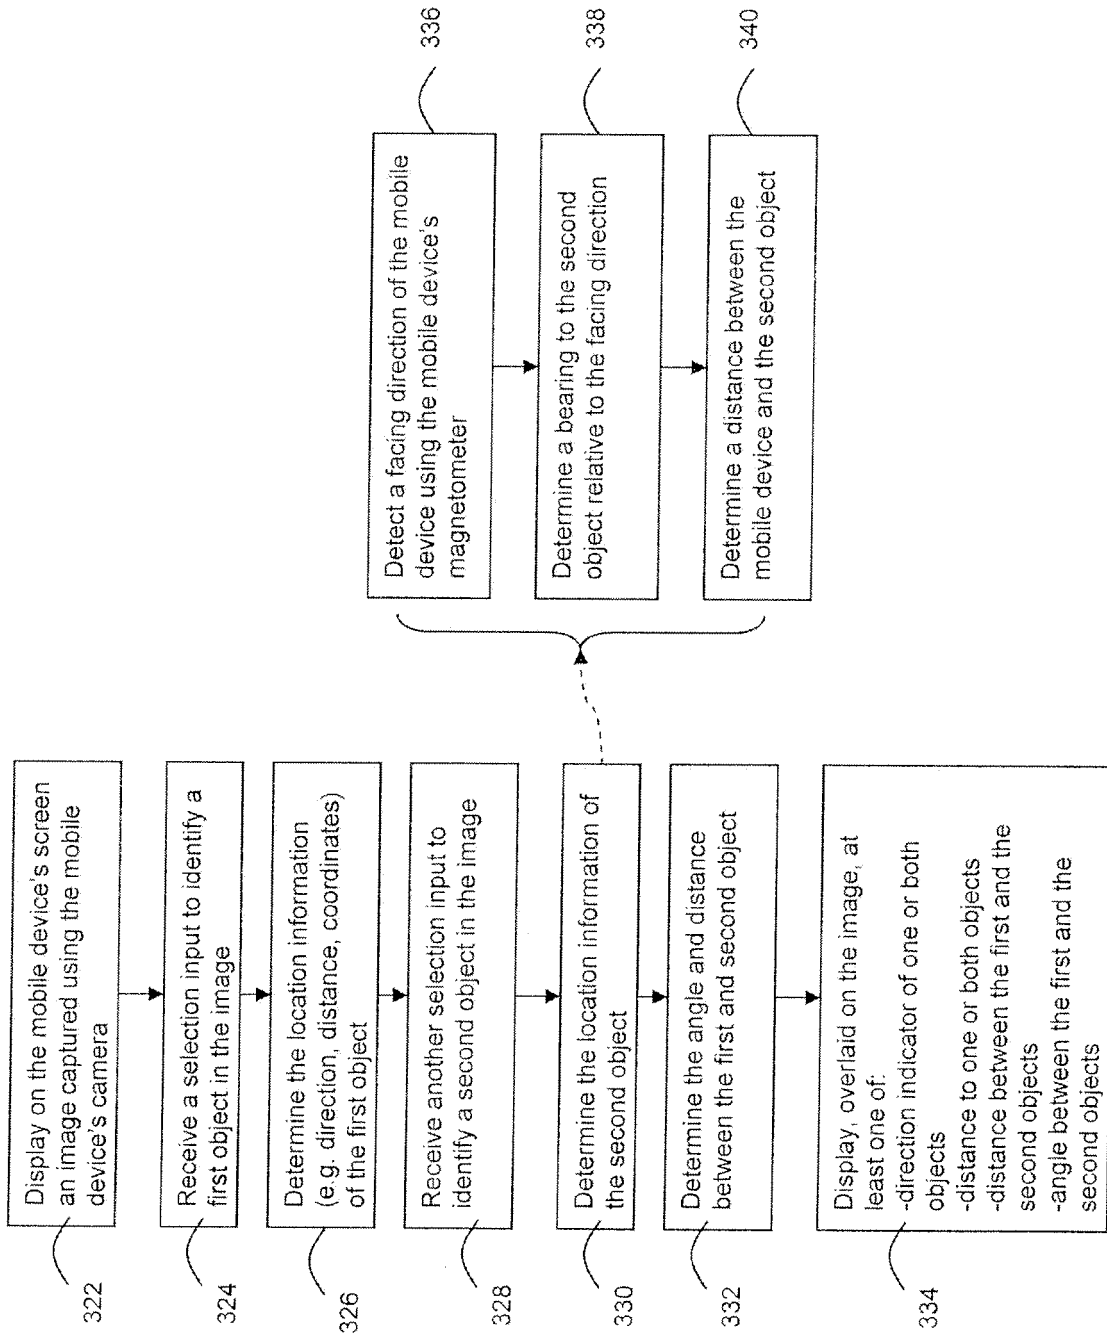 Display on the mobile device's screen
an image captured using the mobile
device's camera
322
Receive a selection input to identify a
first object in the image
324
Determine the location information
(e.g. direction, distance, coordinates)
of the first object
326
Receive another selection input to
identify a second object in the image
328
Determine the location information of
the second object
330
Determine the angle and distance
between the first and second object
332
Display, overlaid on the image, at
least one of:
-direction indicator of one or both
objects
-distance to one or both objects
-distance between the first and the
second objects
-angle between the first and the
second objects
334
Detect a facing direction of the mobile
device using the mobile device's
magnetometer
336
Determine a bearing to the second
object relative to the facing direction
338
Determine a distance between the
mobile device and the second object
340